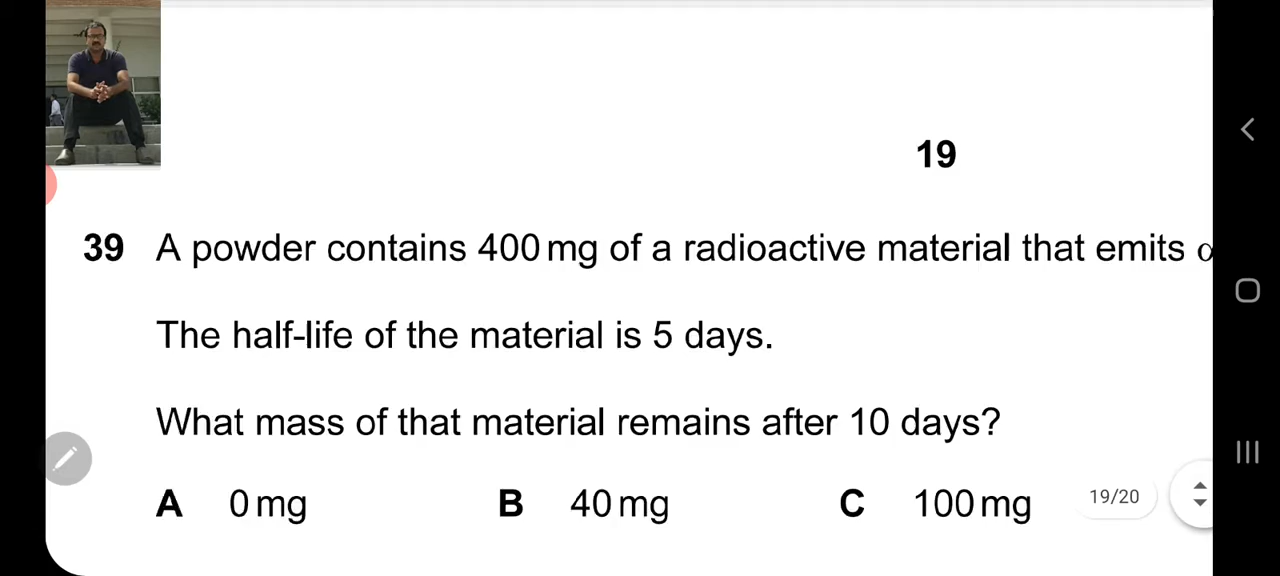 19
39 A powder contains 400 mg of a radioactive material that emits
The half-life of the material is 5 days.
What mass of that material remains after 10 days?
A 0 mg B 40 mg C 100 mg
19/20